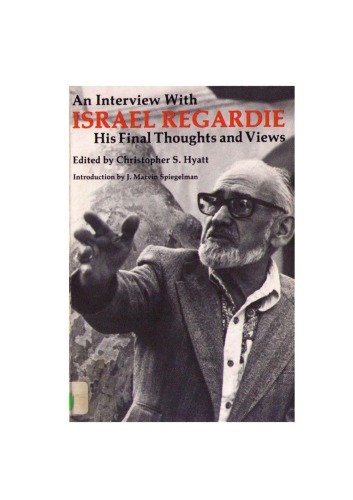 An Interview With
ISRAEL REGARDIE
His Final Thoughts and Views
Edited by Christopher S. Hyatt
Introduction by J. Marvin Spiegelman